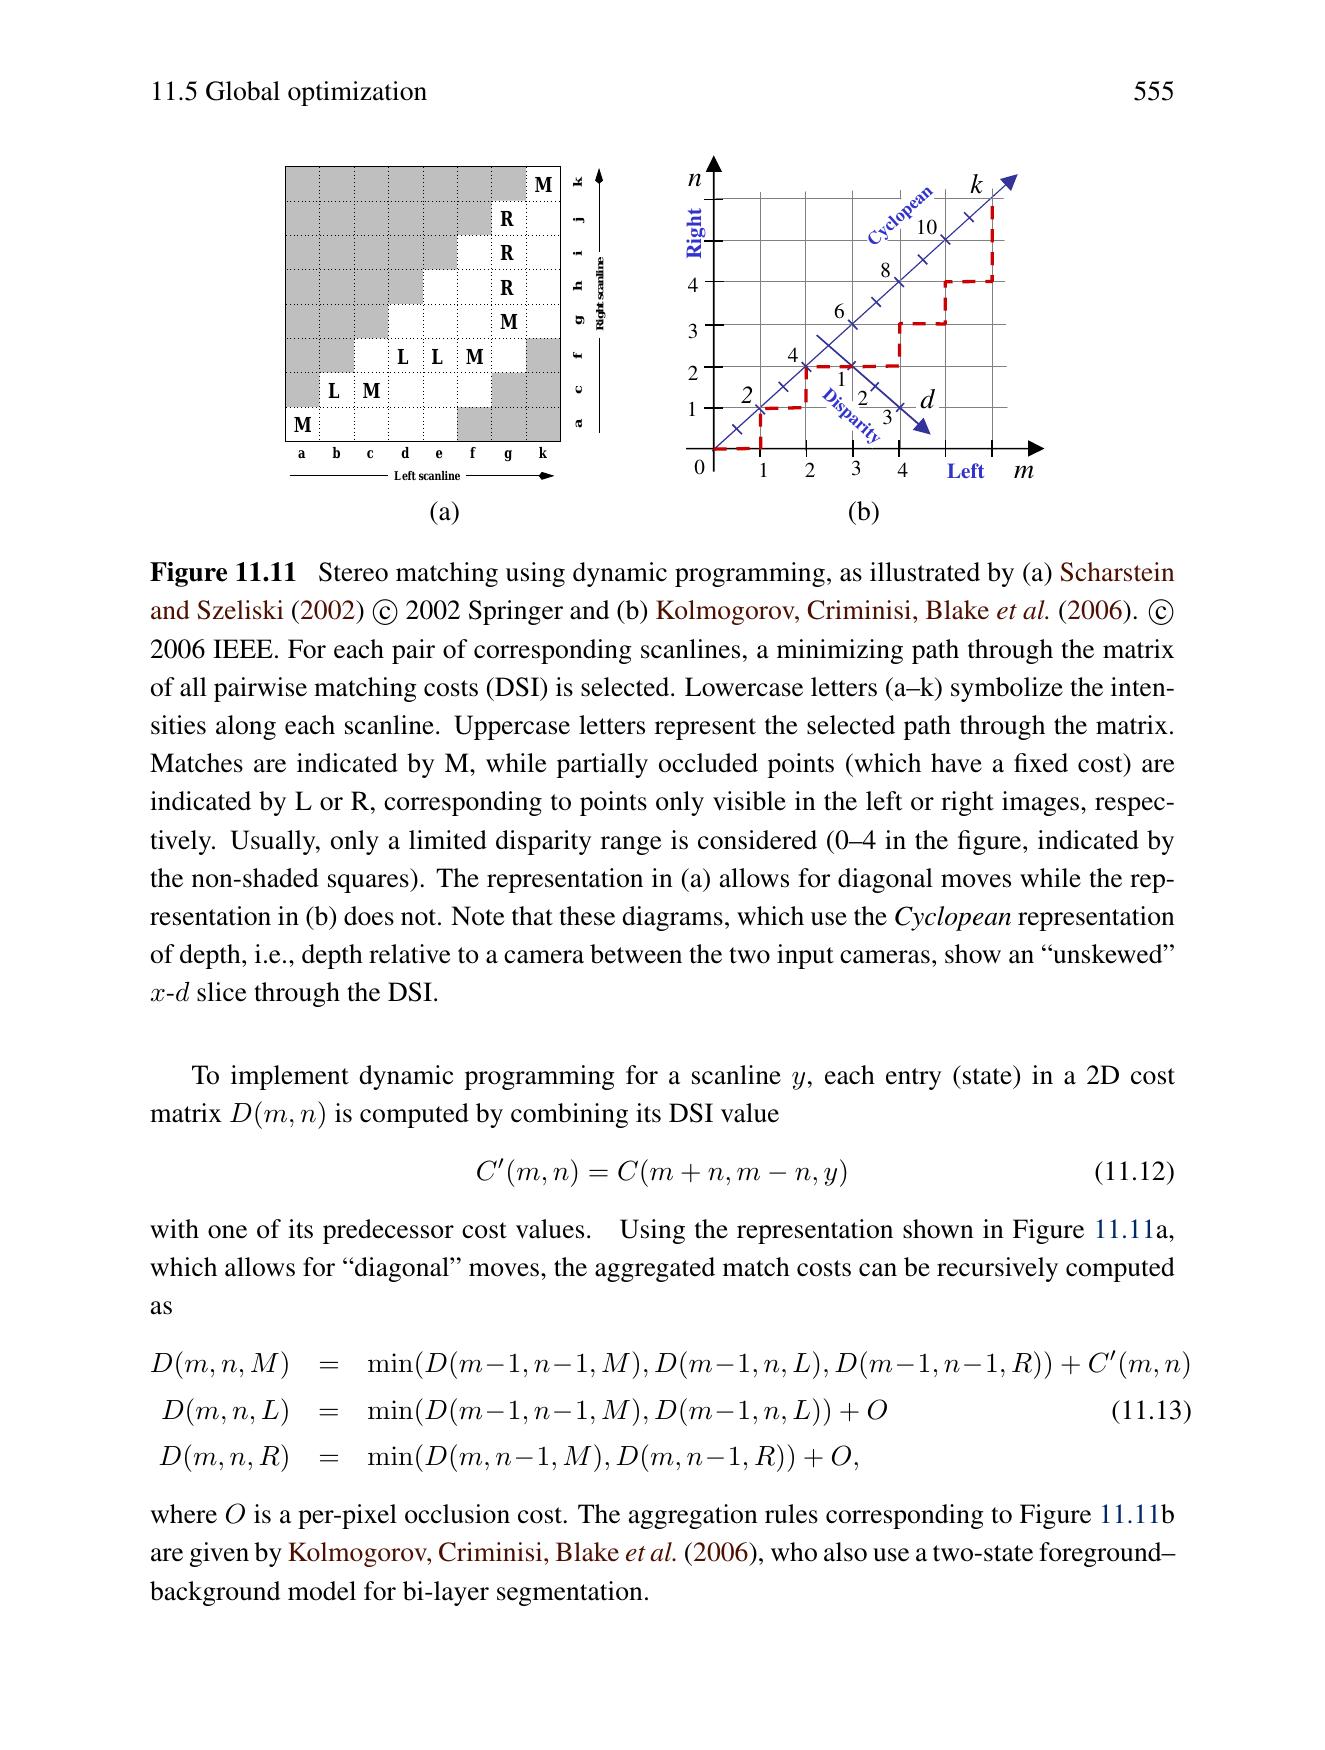 11.5 Global optimization 555
M
R
R
R
M
L L M
L M
M
a b c d e f g k
Left scanline
a c f g h i j k
Right scanline
(a)
n
Right
4
3
2
1
0
1 2 3 4 Left m
Cyclopean
k
2 4 6 8 10
Disparity
1 2 3 d
(b)
Figure 11.11 Stereo matching using dynamic programming, as illustrated by (a) Scharstein
and Szeliski (2002) © 2002 Springer and (b) Kolmogorov, Criminisi, Blake et al. (2006). ©
2006 IEEE. For each pair of corresponding scanlines, a minimizing path through the matrix
of all pairwise matching costs (DSI) is selected. Lowercase letters (a–k) symbolize the inten-
sities along each scanline. Uppercase letters represent the selected path through the matrix.
Matches are indicated by M, while partially occluded points (which have a fixed cost) are
indicated by L or R, corresponding to points only visible in the left or right images, respec-
tively. Usually, only a limited disparity range is considered (0–4 in the figure, indicated by
the non-shaded squares). The representation in (a) allows for diagonal moves while the rep-
resentation in (b) does not. Note that these diagrams, which use the Cyclopean representation
of depth, i.e., depth relative to a camera between the two input cameras, show an “unskewed”
x-d slice through the DSI.
To implement dynamic programming for a scanline y, each entry (state) in a 2D cost
matrix D(m, n) is computed by combining its DSI value
C′(m, n) = C(m + n, m − n, y) (11.12)
with one of its predecessor cost values. Using the representation shown in Figure 11.11a,
which allows for “diagonal” moves, the aggregated match costs can be recursively computed
as
D(m, n, M) = min(D(m−1, n−1, M), D(m−1, n, L), D(m−1, n−1, R)) + C′(m, n)
D(m, n, L) = min(D(m−1, n−1, M), D(m−1, n, L)) + O (11.13)
D(m, n, R) = min(D(m, n−1, M), D(m, n−1, R)) + O,
where O is a per-pixel occlusion cost. The aggregation rules corresponding to Figure 11.11b
are given by Kolmogorov, Criminisi, Blake et al. (2006), who also use a two-state foreground–
background model for bi-layer segmentation.